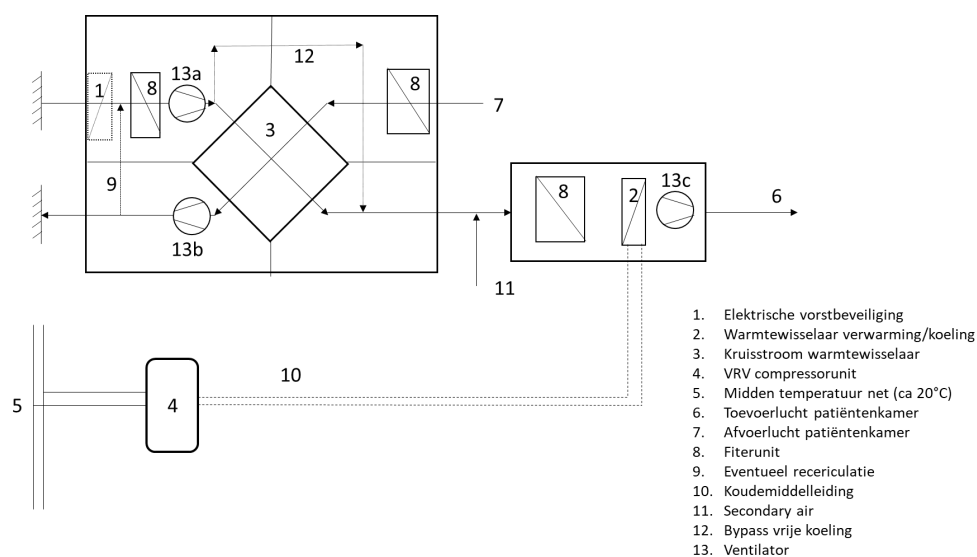 12
13a
1
8
8
7
3
9
13b
8
2
13c
6
11
10
5
4
1. Elektrische vorstbeveiliging
2. Warmtewisselaar verwarming/koeling
3. Kruisstroom warmtewisselaar
4. VRV compressorunit
5. Midden temperatuur net (ca 20°C)
6. Toevoerlucht patiëntenkamer
7. Afvoerlucht patiëntenkamer
8. Fiterunit
9. Eventueel recericulatie
10. Koudemiddelleiding
11. Secondary air
12. Bypass vrije koeling
13. Ventilator